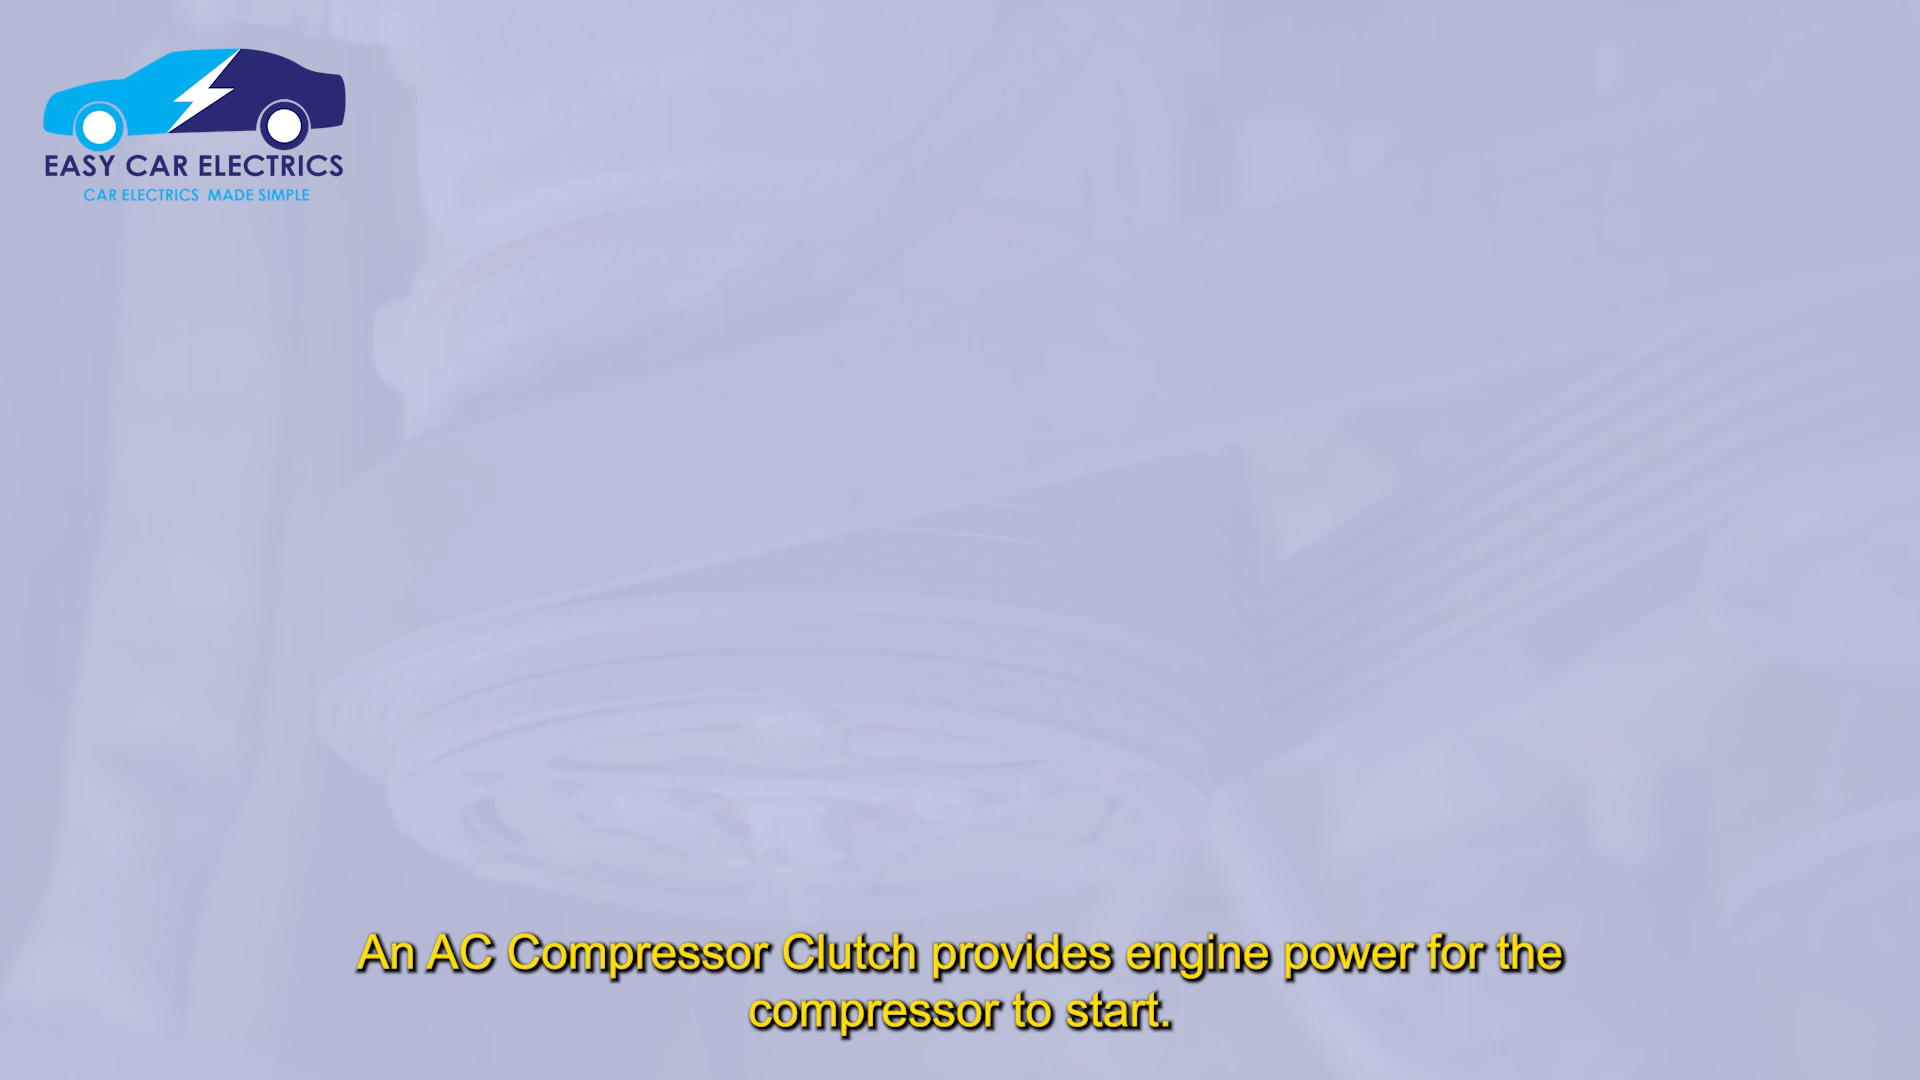 EASY CAR ELECTRICS
CAR ELECTRICS MADE SIMPLE
An AC Compressor Clutch provides engine power for the
compressor to start.